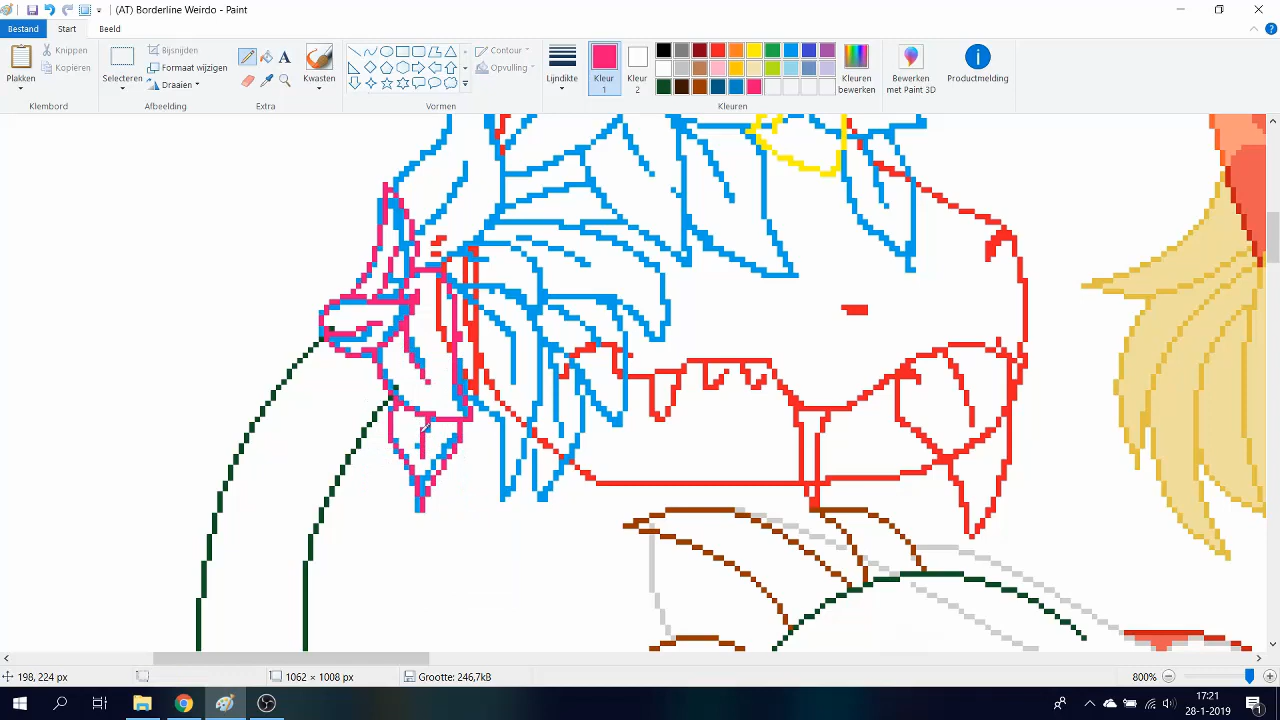 (AT) Borderline Weirdo - Paint
Bestand
Start
Beeld
Plakken
Knippen
Kopiëren
Klembord
Selecteren
Bijsnijden
Formaat
Draaien
Afbeelding
Extra
Kwasten
Vormen
Contour
Opvulling
Lijndikte
Kleur 1
Kleur 2
Kleuren bewerken
Kleuren
Bewerken met Paint 3D
Productmelding
198, 224 px
1062 × 1008 px
Grootte: 246,7kB
800%
17:21
28-1-2019